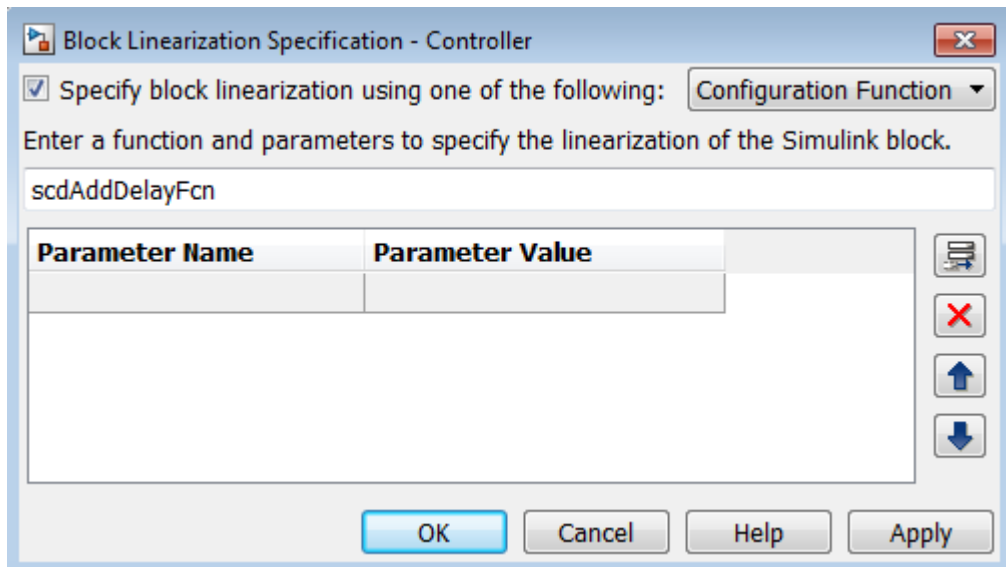 Block Linearization Specification - Controller
Specify block linearization using one of the following: Configuration Function
Enter a function and parameters to specify the linearization of the Simulink block.
scdAddDelayFcn
Parameter Name Parameter Value
OK Cancel Help Apply